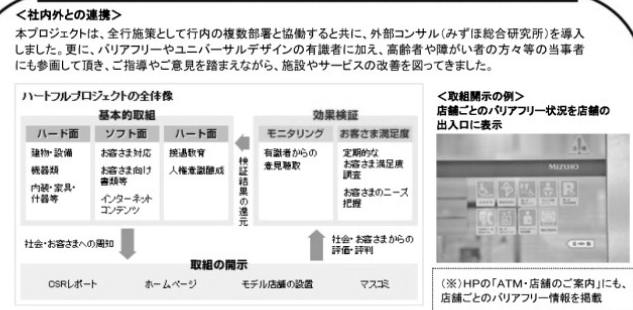 ＜社内外との連携＞
本プロジェクトは、全行施策として行内の複数部署と協働すると共に、外部コンサル（みずほ総合研究所）を導入
しました。更に、バリアフリーやユニバーサルデザインの有識者に加え、高齢者や障がい者の方々等の当事者
にも参画して頂き、ご指導やご意見を踏まえながら、施設やサービスの改善を図ってきました。
ハートフルプロジェクトの全体像
基本的取組
ハード面
ソフト面
ハート面
建物・設備
機器類
内装・家具・
什器等
お客さま対応
お客さま向け
書類等
インターネット
コンテンツ
接遇教育
人権意識醸成
検証結果の還元
効果検証
モニタリング
お客さま満足度
有識者からの
意見聴取
定期的な
お客さま満足度
調査
お客さまのニーズ
把握
社会・お客さまへの周知
社会・お客さまからの
評価・評判
取組の開示
CSRレポート
ホームページ
モデル店舗の設置
マスコミ
＜取組開示の例＞
店舗ごとのバリアフリー状況を店舗の
出入口に表示
MIZUHO
（※）HPの「ATM・店舗のご案内」にも、
店舗ごとのバリアフリー情報を掲載